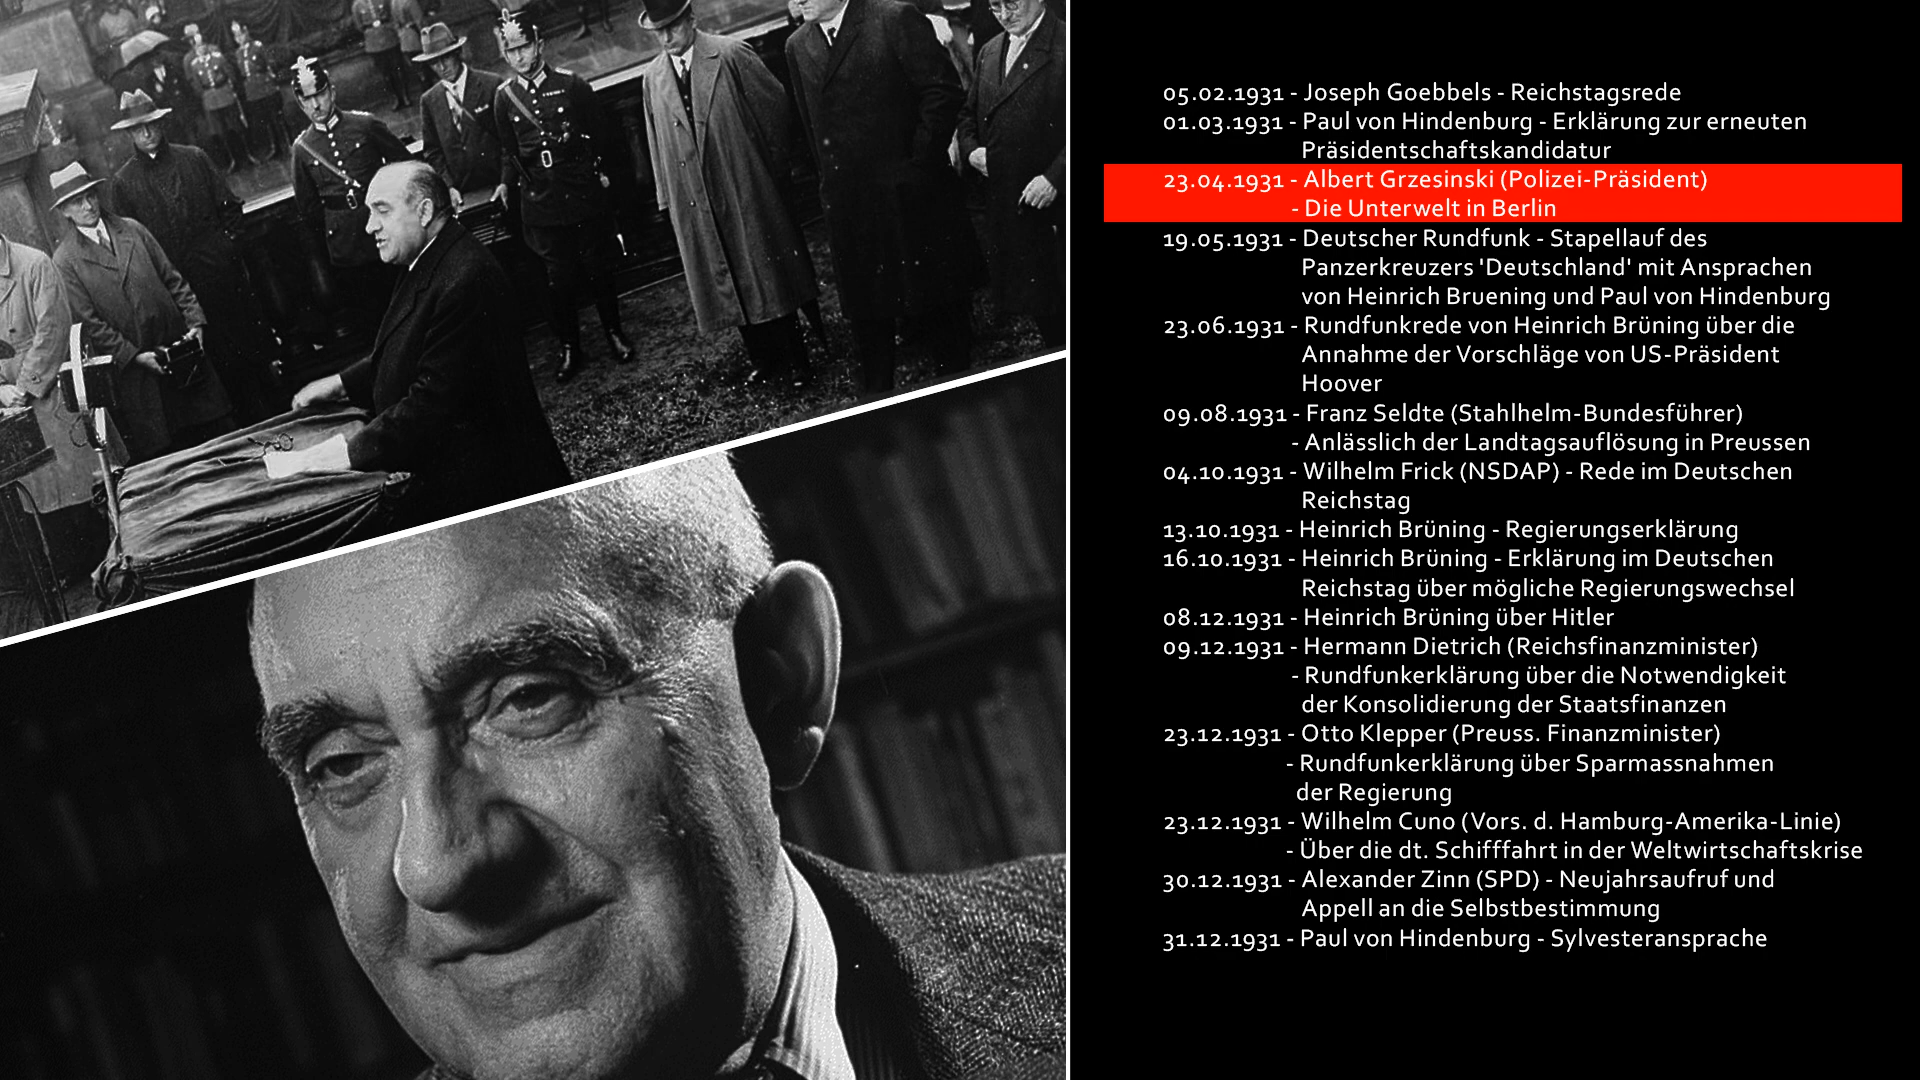 05.02.1931 - Joseph Goebbels - Reichstagsrede
01.03.1931 - Paul von Hindenburg - Erklärung zur erneuten
Präsidentschaftskandidatur
23.04.1931 - Albert Grzesinski (Polizei-Präsident)
- Die Unterwelt in Berlin
19.05.1931 - Deutscher Rundfunk - Stapellauf des
Panzerkreuzers 'Deutschland' mit Ansprachen
von Heinrich Bruening und Paul von Hindenburg
23.06.1931 - Rundfunkrede von Heinrich Brüning über die
Annahme der Vorschläge von US-Präsident
Hoover
09.08.1931 - Franz Seldte (Stahlhelm-Bundesführer)
- Anlässlich der Landtagsauflösung in Preussen
04.10.1931 - Wilhelm Frick (NSDAP) - Rede im Deutschen
Reichstag
13.10.1931 - Heinrich Brüning - Regierungserklärung
16.10.1931 - Heinrich Brüning - Erklärung im Deutschen
Reichstag über mögliche Regierungswechsel
08.12.1931 - Heinrich Brüning über Hitler
09.12.1931 - Hermann Dietrich (Reichsfinanzminister)
- Rundfunkerklärung über die Notwendigkeit
der Konsolidierung der Staatsfinanzen
23.12.1931 - Otto Klepper (Preuss. Finanzminister)
- Rundfunkerklärung über Sparmassnahmen
der Regierung
23.12.1931 - Wilhelm Cuno (Vors. d. Hamburg-Amerika-Linie)
- Über die dt. Schifffahrt in der Weltwirtschaftskrise
30.12.1931 - Alexander Zinn (SPD) - Neujahrsaufruf und
Appell an die Selbstbestimmung
31.12.1931 - Paul von Hindenburg - Sylvesteransprache